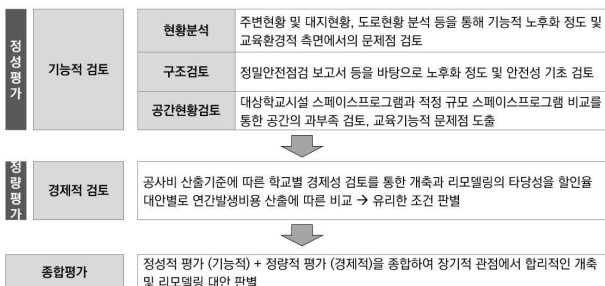 정성평가
기능적 검토
현황분석
주변현황 및 대지현황, 도로현황 분석 등을 통해 기능적 노후화 정도 및
교육환경적 측면에서의 문제점 검토
구조검토
정밀안전점검 보고서 등을 바탕으로 노후화 정도 및 안전성 기초 검토
공간현황검토
대상학교시설 스페이스프로그램과 적정 규모 스페이스프로그램 비교를
통한 공간의 과부족 검토, 교육기능적 문제점 도출
정량평가
경제적 검토
공사비 산출기준에 따른 학교별 경제성 검토를 통한 개축과 리모델링의 타당성을 할인율
대안별로 연간발생비용 산출에 따른 비교 → 유리한 조건 판별
종합평가
정성적 평가 (기능적) + 정량적 평가 (경제적)을 종합하여 장기적 관점에서 합리적인 개축
및 리모델링 대안 판별